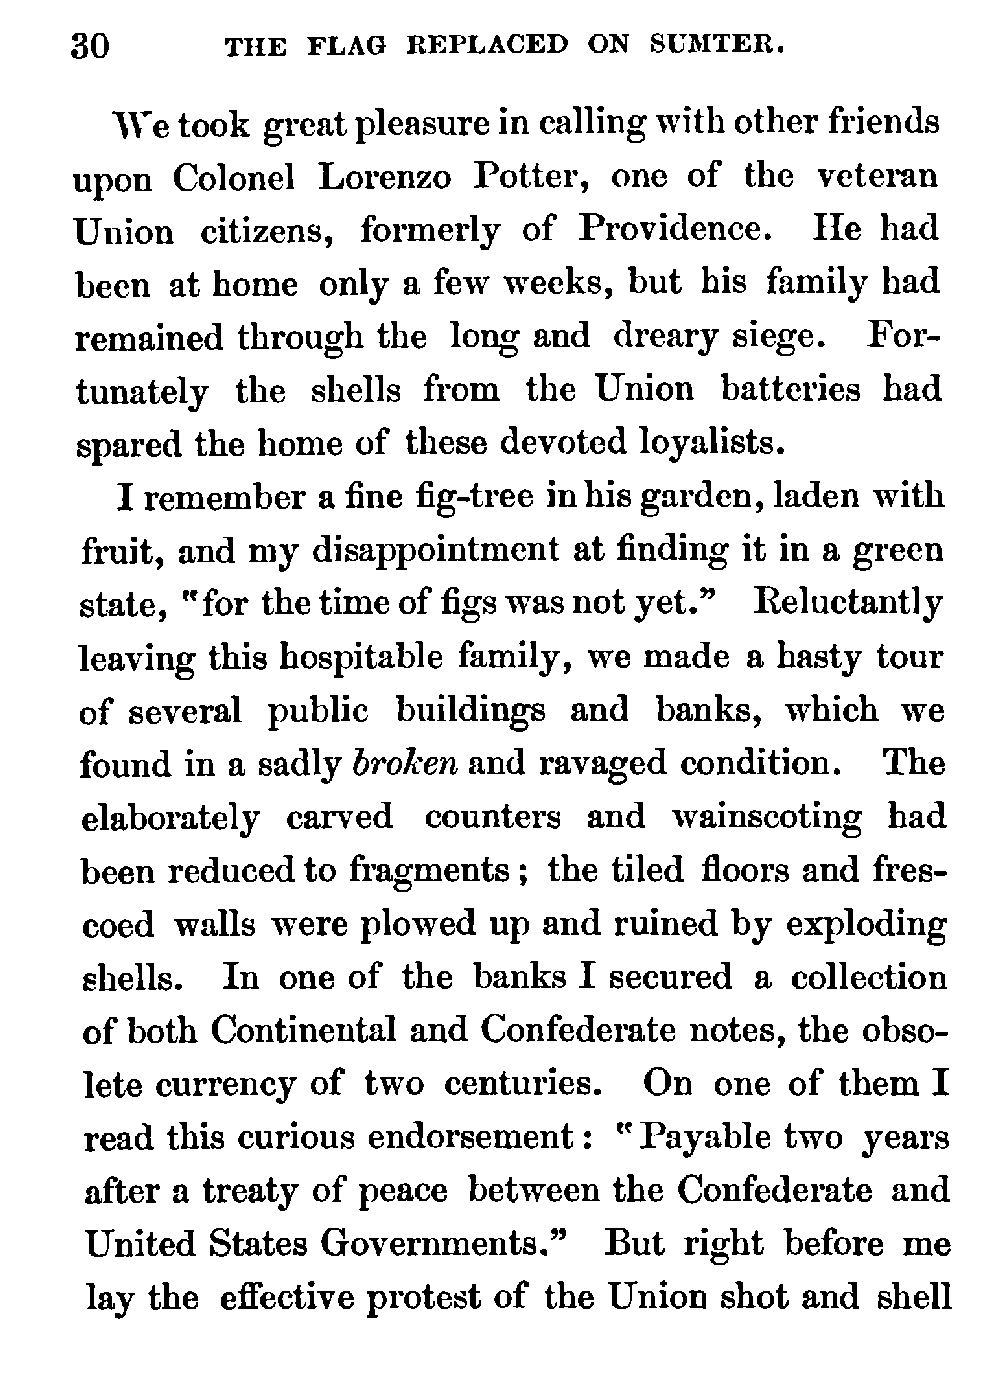 30 THE FLAG REPLACED ON SUMTER.
We took great pleasure in calling with other friends
upon Colonel Lorenzo Potter, one of the veteran
Union citizens, formerly of Providence. He had
been at home only a few weeks, but his family had
remained through the long and dreary siege. For-
tunately the shells from the Union batteries had
spared the home of these devoted loyalists.
I remember a fine fig-tree in his garden, laden with
fruit, and my disappointment at finding it in a green
state, "for the time of figs was not yet.” Reluctantly
leaving this hospitable family, we made a hasty tour
of several public buildings and banks, which we
found in a sadly broken and ravaged condition. The
elaborately carved counters and wainscoting had
been reduced to fragments; the tiled floors and fres-
coed walls were plowed up and ruined by exploding
shells. In one of the banks I secured a collection
of both Continental and Confederate notes, the obso-
lete currency of two centuries. On one of them I
read this curious endorsement: "Payable two years
after a treaty of peace between the Confederate and
United States Governments.” But right before me
lay the effective protest of the Union shot and shell